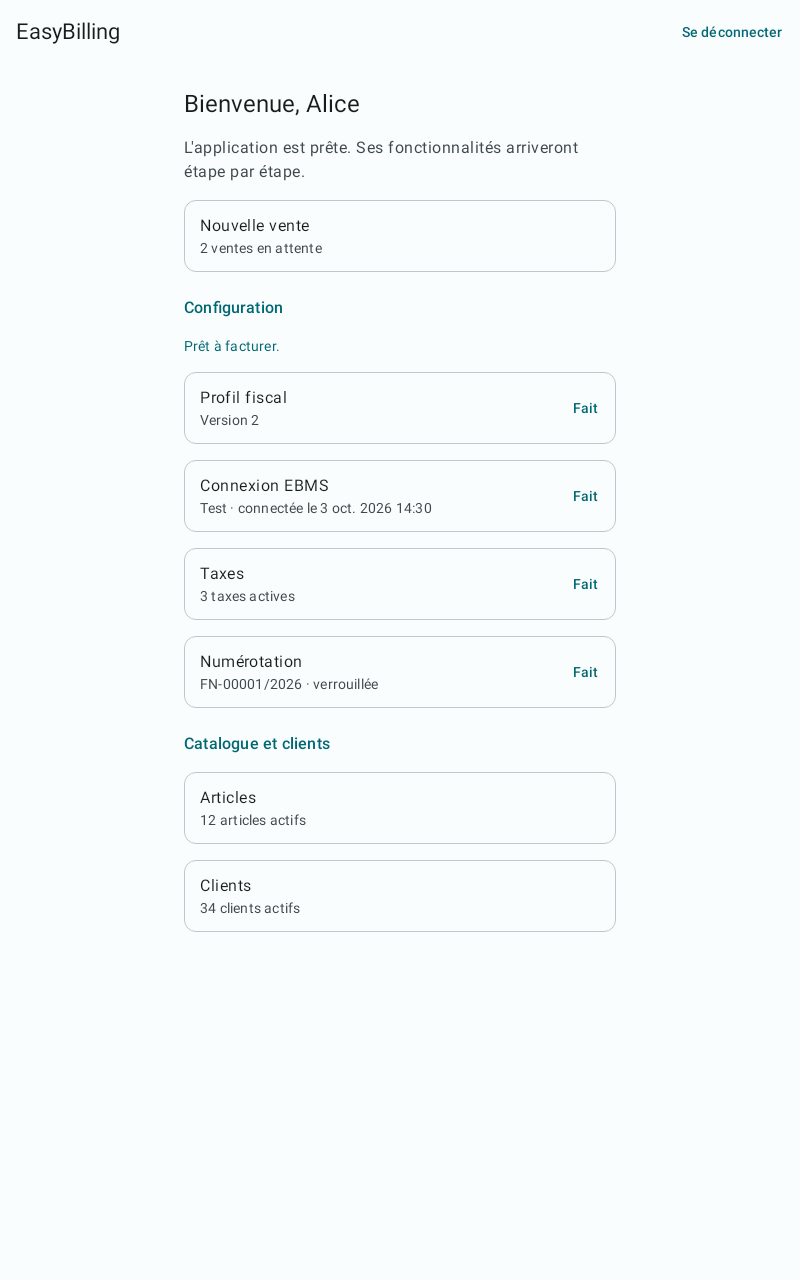 EasyBilling
Se déconnecter
Bienvenue, Alice
L'application est prête. Ses fonctionnalités arriveront
étape par étape.
Nouvelle vente
2 ventes en attente
Configuration
Prêt à facturer.
Profil fiscal
Version 2
Fait
Connexion EBMS
Test · connectée le 3 oct. 2026 14:30
Fait
Taxes
3 taxes actives
Fait
Numérotation
FN-00001/2026 · verrouillée
Fait
Catalogue et clients
Articles
12 articles actifs
Clients
34 clients actifs